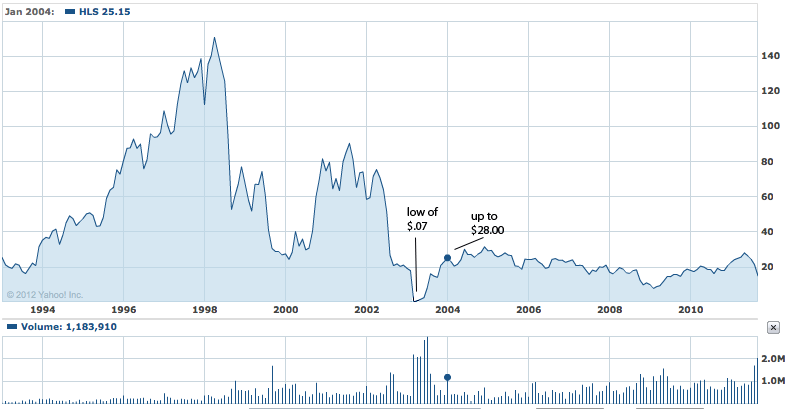 Jan 2004: HLS 25.15
140
120
100
80
60
40
20
low of
$.07
up to
$28.00
© 2012 Yahoo! Inc.
1994 1996 1998 2000 2002 2004 2006 2008 2010
Volume: 1,183,910
2.0M
1.0M